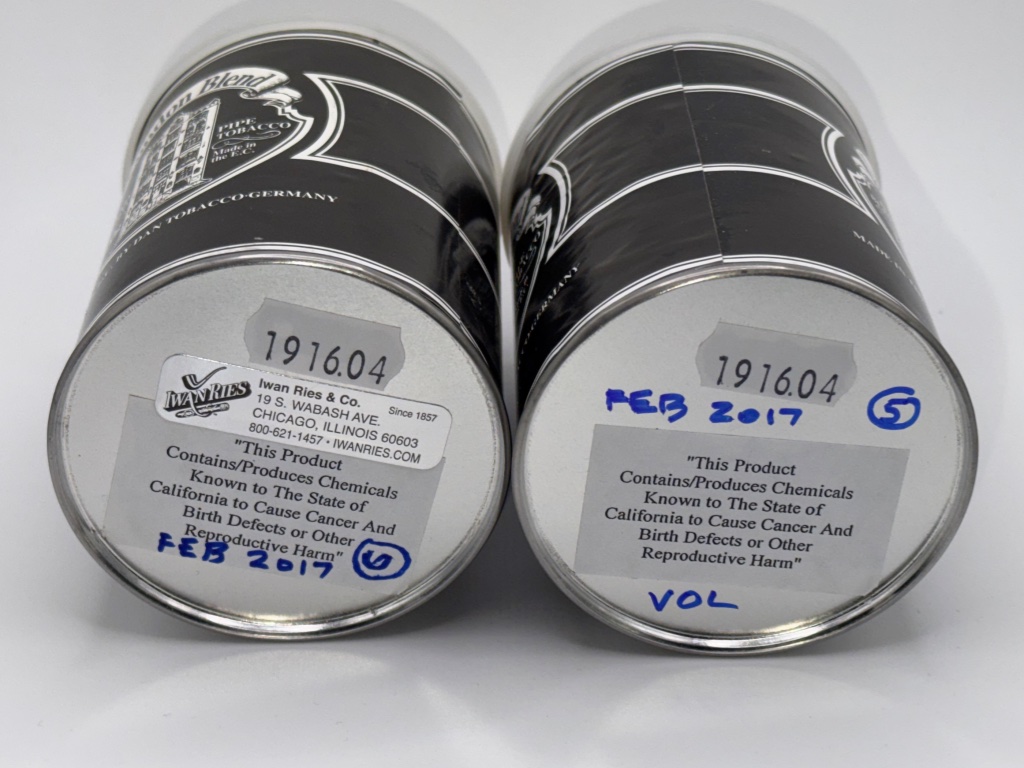 Blend
PIPE
TOBACCO
Made in
the E.C.
BY DAN TOBACCO·GERMANY
1916.04
IWAN RIES
Iwan Ries & Co.
Since 1857
19 S. WABASH AVE.
CHICAGO, ILLINOIS 60603
800-621-1457 • IWANRIES.COM
"This Product
Contains/Produces Chemicals
Known to The State of
California to Cause Cancer And
Birth Defects or Other
Reproductive Harm"
FEB 2017 6
GERMANY
MADE
1916.04
FEB 2017 5
"This Product
Contains/Produces Chemicals
Known to The State of
California to Cause Cancer And
Birth Defects or Other
Reproductive Harm"
VOL